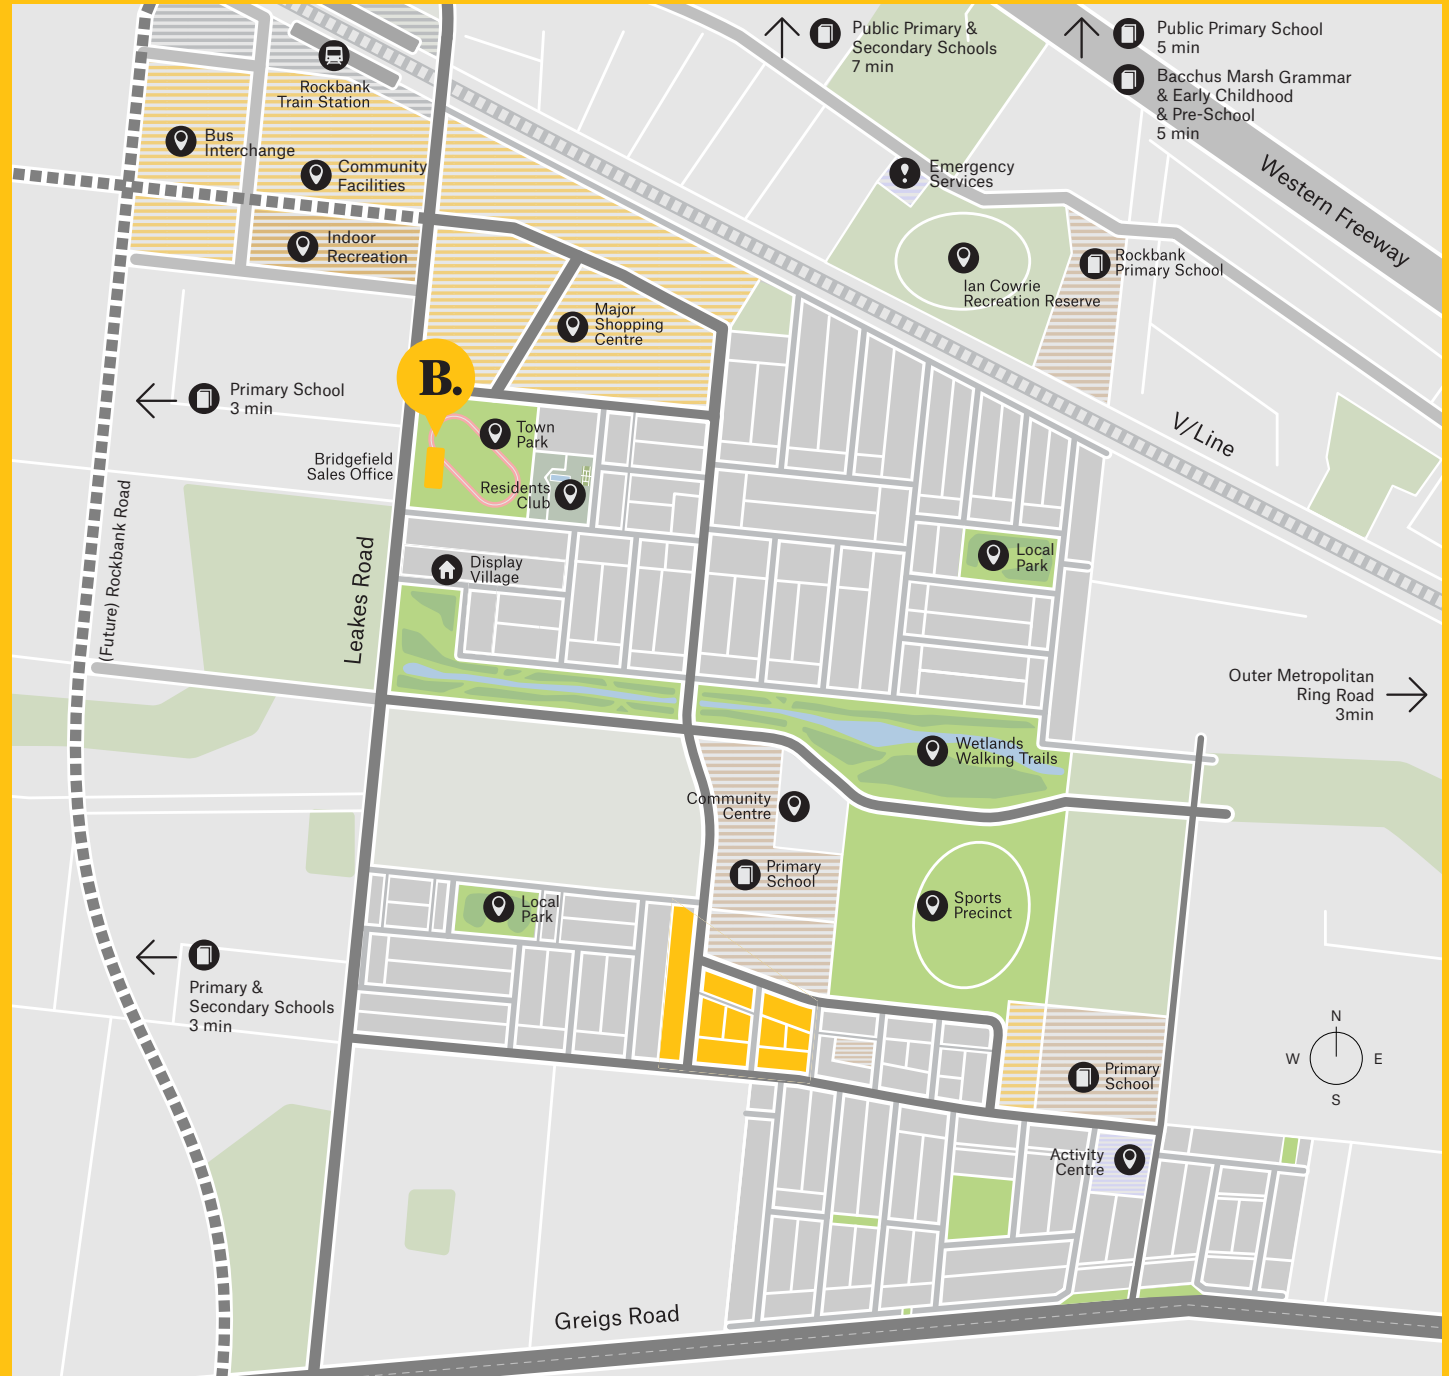 Public Primary &
Secondary Schools
7 min
Public Primary School
5 min
Bacchus Marsh Grammar
& Early Childhood
& Pre-School
5 min
Rockbank
Train Station
Bus
Interchange
Community
Facilities
Emergency
Services
Western Freeway
Indoor
Recreation
Rockbank
Primary School
Ian Cowrie
Recreation Reserve
Major
Shopping
Centre
B.
Primary School
3 min
V/Line
Town
Park
Bridgefield
Sales Office
Residents
Club
(Future) Rockbank Road
Leakes Road
Display
Village
Local
Park
Outer Metropolitan
Ring Road
3min
Wetlands
Walking Trails
Community
Centre
Primary
School
Sports
Precinct
Local
Park
Primary &
Secondary Schools
3 min
N
W
E
S
Primary
School
Activity
Centre
Greigs Road